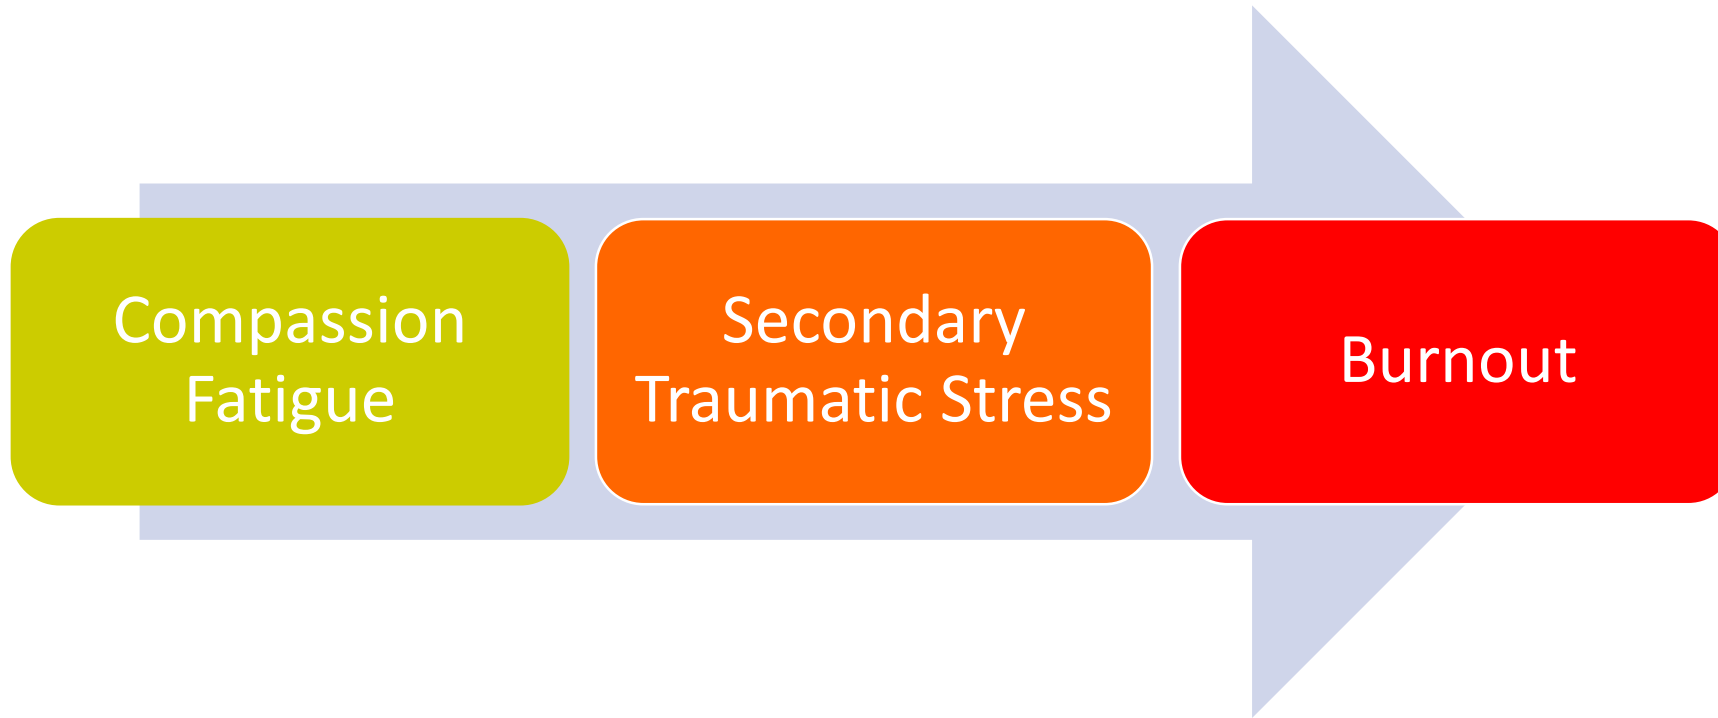 Compassion
Fatigue
Secondary
Traumatic Stress
Burnout